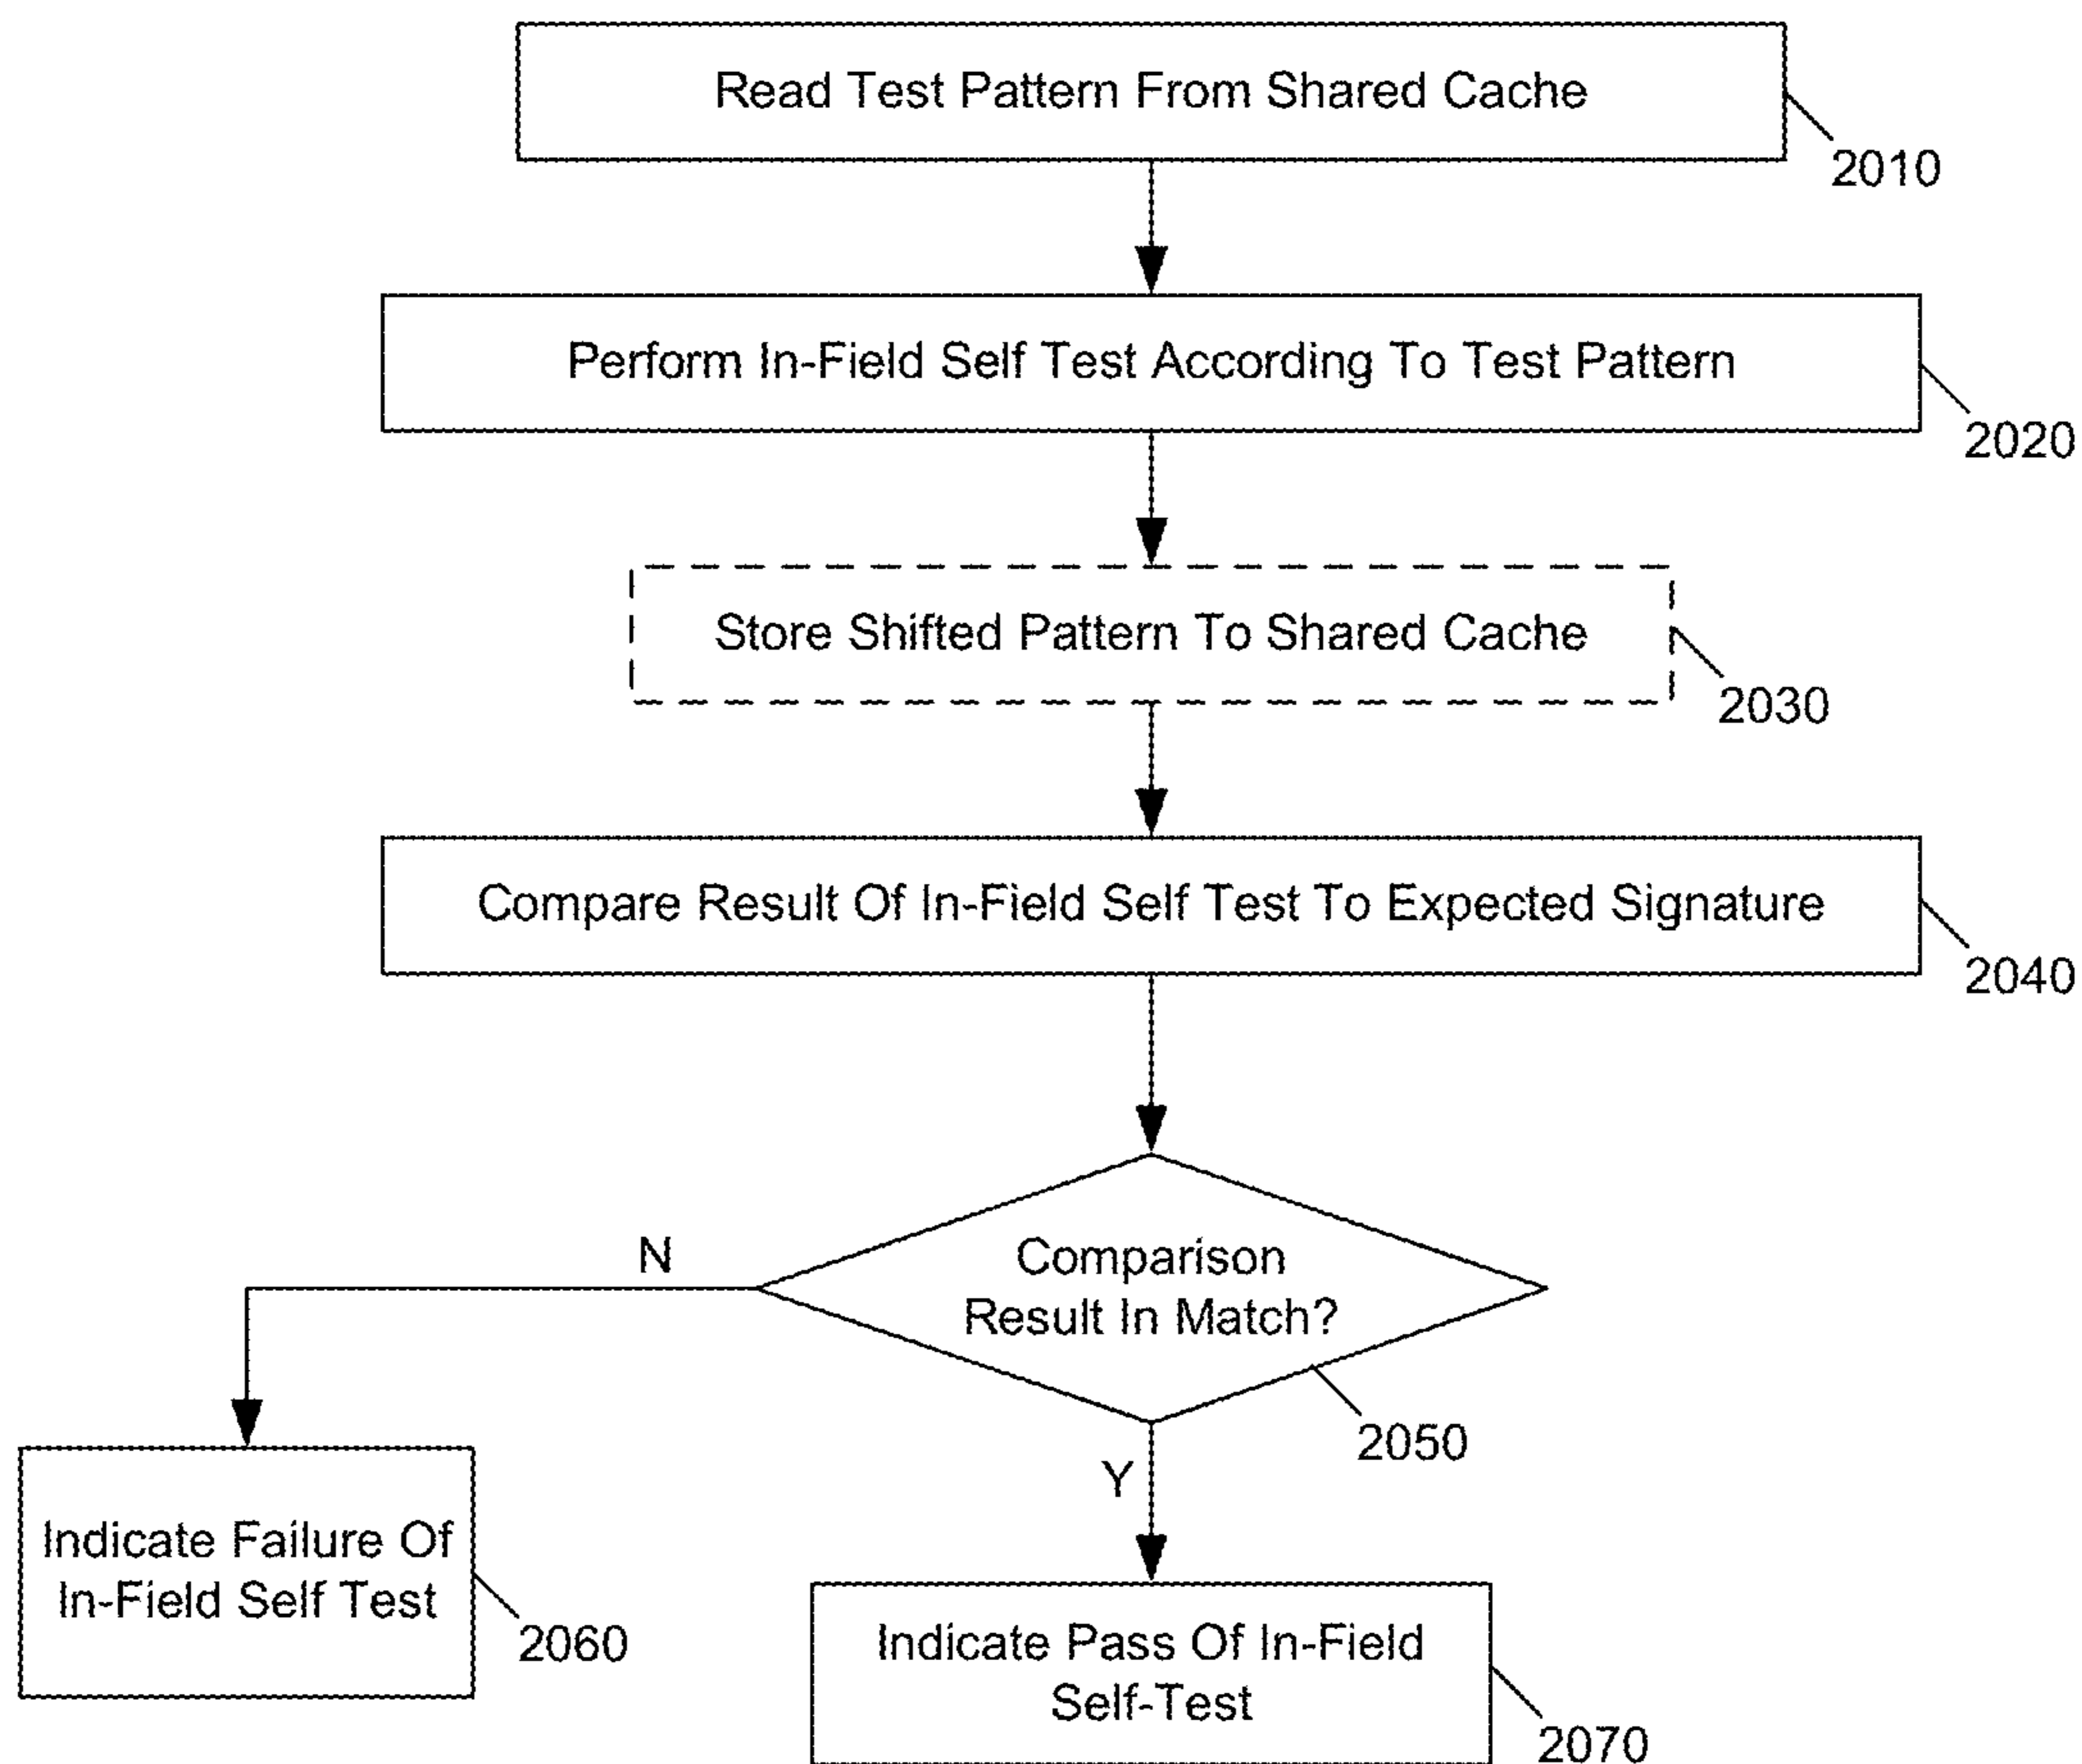 Read Test Pattern From Shared Cache
2010
Perform In-Field Self Test According To Test Pattern
2020
Store Shifted Pattern To Shared Cache
2030
Compare Result Of In-Field Self Test To Expected Signature
2040
N
Comparison
Result In Match?
2050
Y
Indicate Failure Of
In-Field Self Test
2060
Indicate Pass Of In-Field
Self-Test
2070